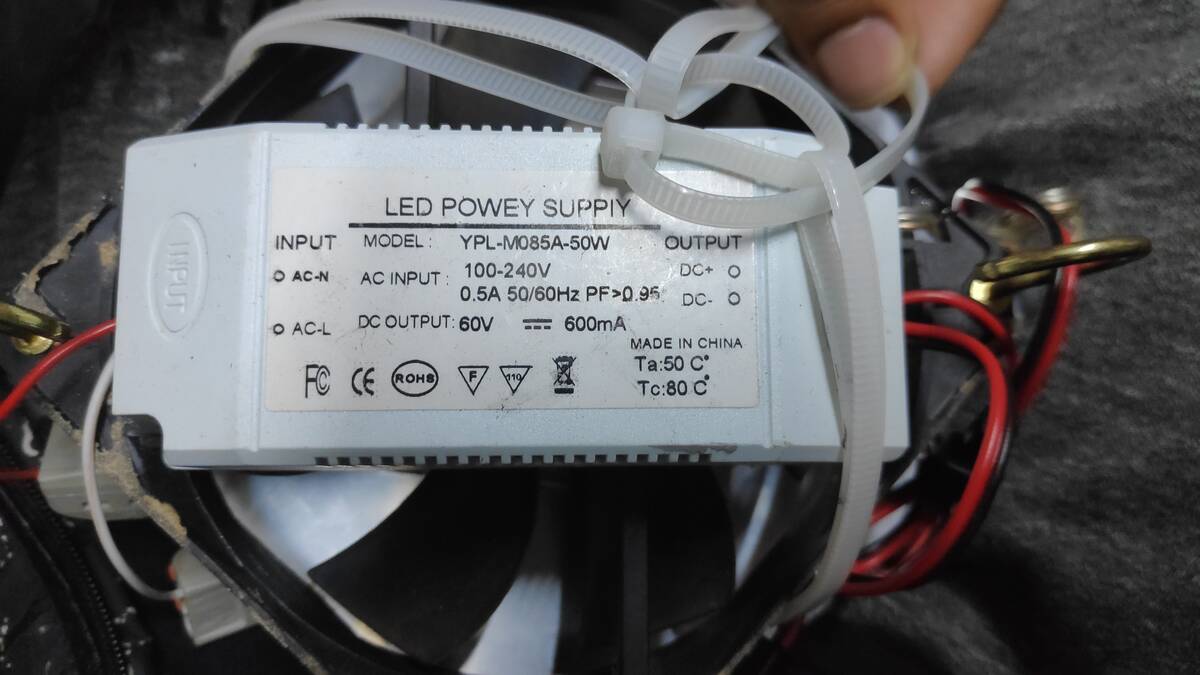 LED POWEY SUPPIY
INPUT
INPUT
AC-N
AC-L
MODEL : YPL-M085A-50W
AC INPUT : 100-240V
0.5A 50/60Hz PF>0.95
DC OUTPUT: 60V ⎓ 600mA
OUTPUT
DC+
DC-
MADE IN CHINA
Ta:50 C°
Tc:80 C°
FC CE ROHS F 110